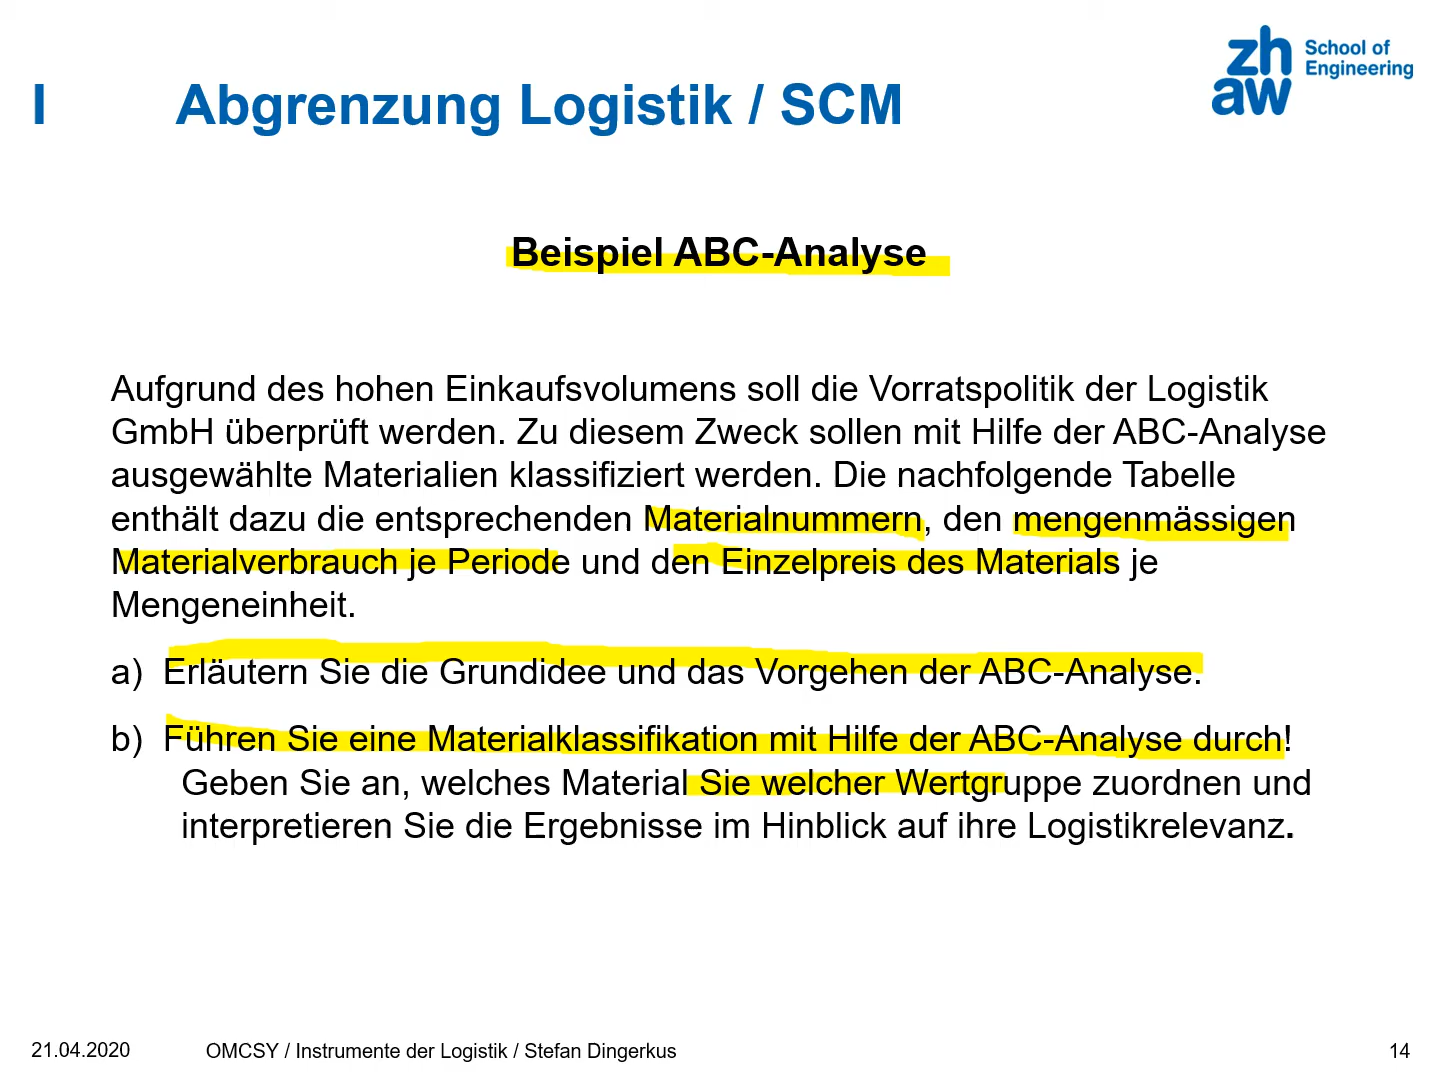 zh
aw
School of
Engineering
I Abgrenzung Logistik / SCM
Beispiel ABC-Analyse
Aufgrund des hohen Einkaufsvolumens soll die Vorratspolitik der Logistik
GmbH überprüft werden. Zu diesem Zweck sollen mit Hilfe der ABC-Analyse
ausgewählte Materialien klassifiziert werden. Die nachfolgende Tabelle
enthält dazu die entsprechenden Materialnummern, den mengenmässigen
Materialverbrauch je Periode und den Einzelpreis des Materials je
Mengeneinheit.
a) Erläutern Sie die Grundidee und das Vorgehen der ABC-Analyse.
b) Führen Sie eine Materialklassifikation mit Hilfe der ABC-Analyse durch!
Geben Sie an, welches Material Sie welcher Wertgruppe zuordnen und
interpretieren Sie die Ergebnisse im Hinblick auf ihre Logistikrelevanz.
21.04.2020 OMCSY / Instrumente der Logistik / Stefan Dingerkus 14